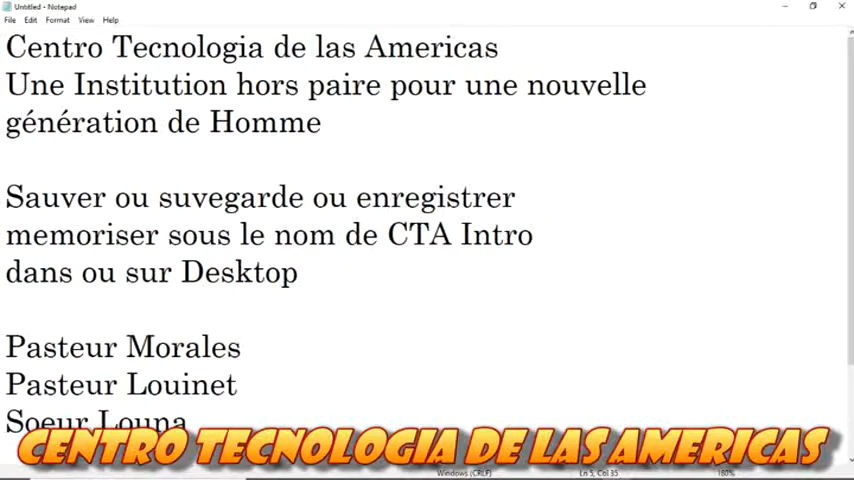 Untitled - Notepad
File Edit Format View Help
Centro Tecnologia de las Americas
Une Institution hors paire pour une nouvelle
génération de Homme
Sauver ou suvegarde ou enregistrer
memoriser sous le nom de CTA Intro
dans ou sur Desktop
Pasteur Morales
Pasteur Louinet
Soeur Louna
CENTRO TECNOLOGIA DE LAS AMERICAS
Windows (CRLF) Ln 5, Col 35 180%